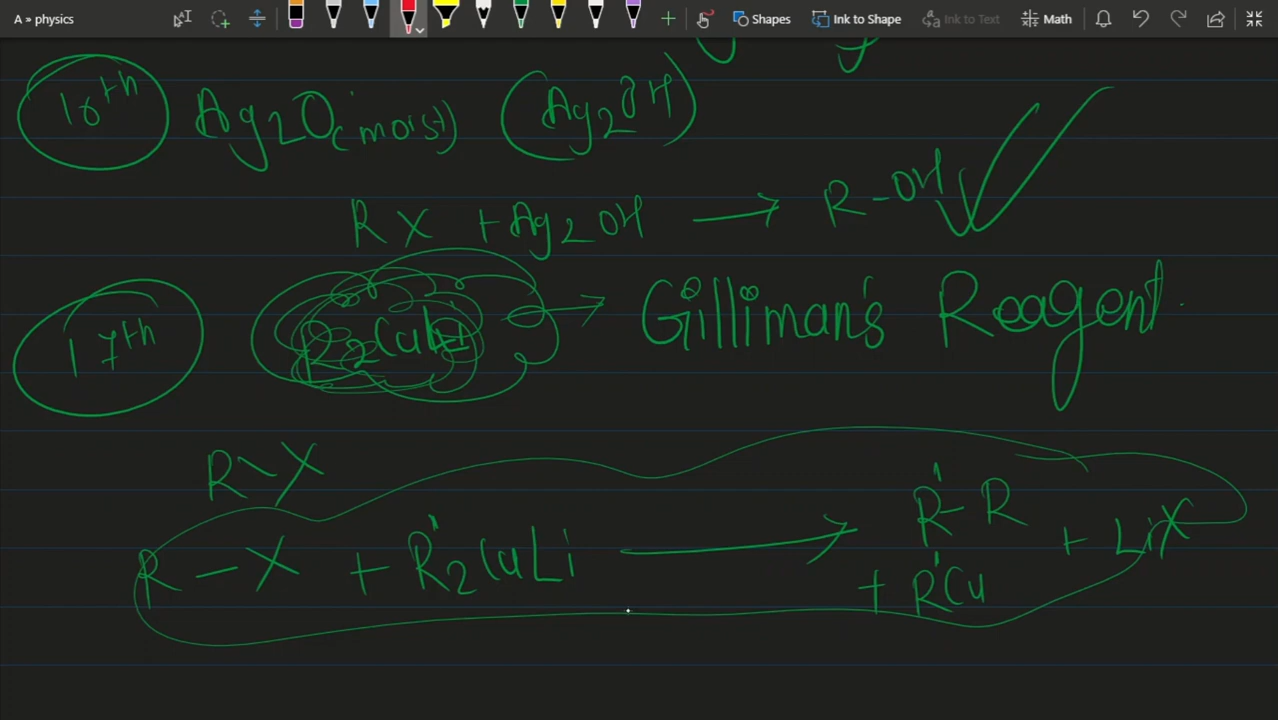 A » physics Shapes Ink to Shape Ink to Text Math
16th Ag2O(moist) Ag2OH
RX + Ag2OH → R-OH
17th R2CuLi → Gilliman's Reagent
R-X
R-X + R'2CuLi → R'-R + LiX
+ R'Cu